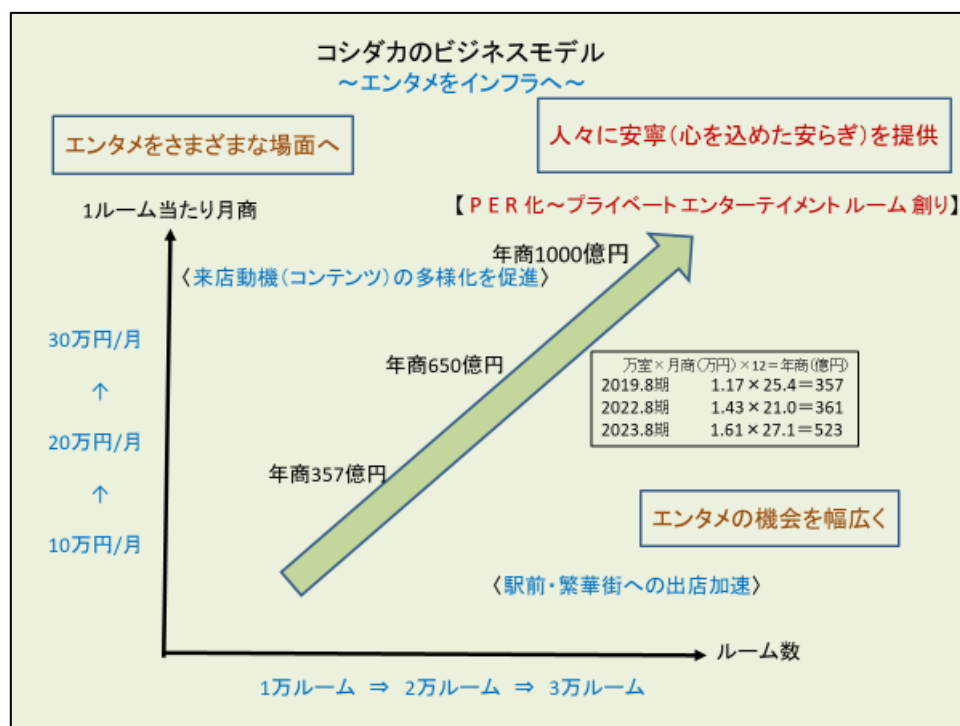 コシダカのビジネスモデル
～エンタメをインフラへ～
エンタメをさまざまな場面へ
人々に安寧(心を込めた安らぎ)を提供
1ルーム当たり月商
【 P E R 化～プライベート エンターテイメント ルーム 創り】
年商1000億円
〈来店動機(コンテンツ)の多様化を促進〉
30万円/月
年商650億円
↑
万室×月商(万円)×12＝年商(億円)
2019.8期 1.17×25.4＝357
2022.8期 1.43×21.0＝361
2023.8期 1.61×27.1＝523
20万円/月
年商357億円
↑
エンタメの機会を幅広く
10万円/月
〈駅前・繁華街への出店加速〉
ルーム数
1万ルーム ⇒ 2万ルーム ⇒ 3万ルーム